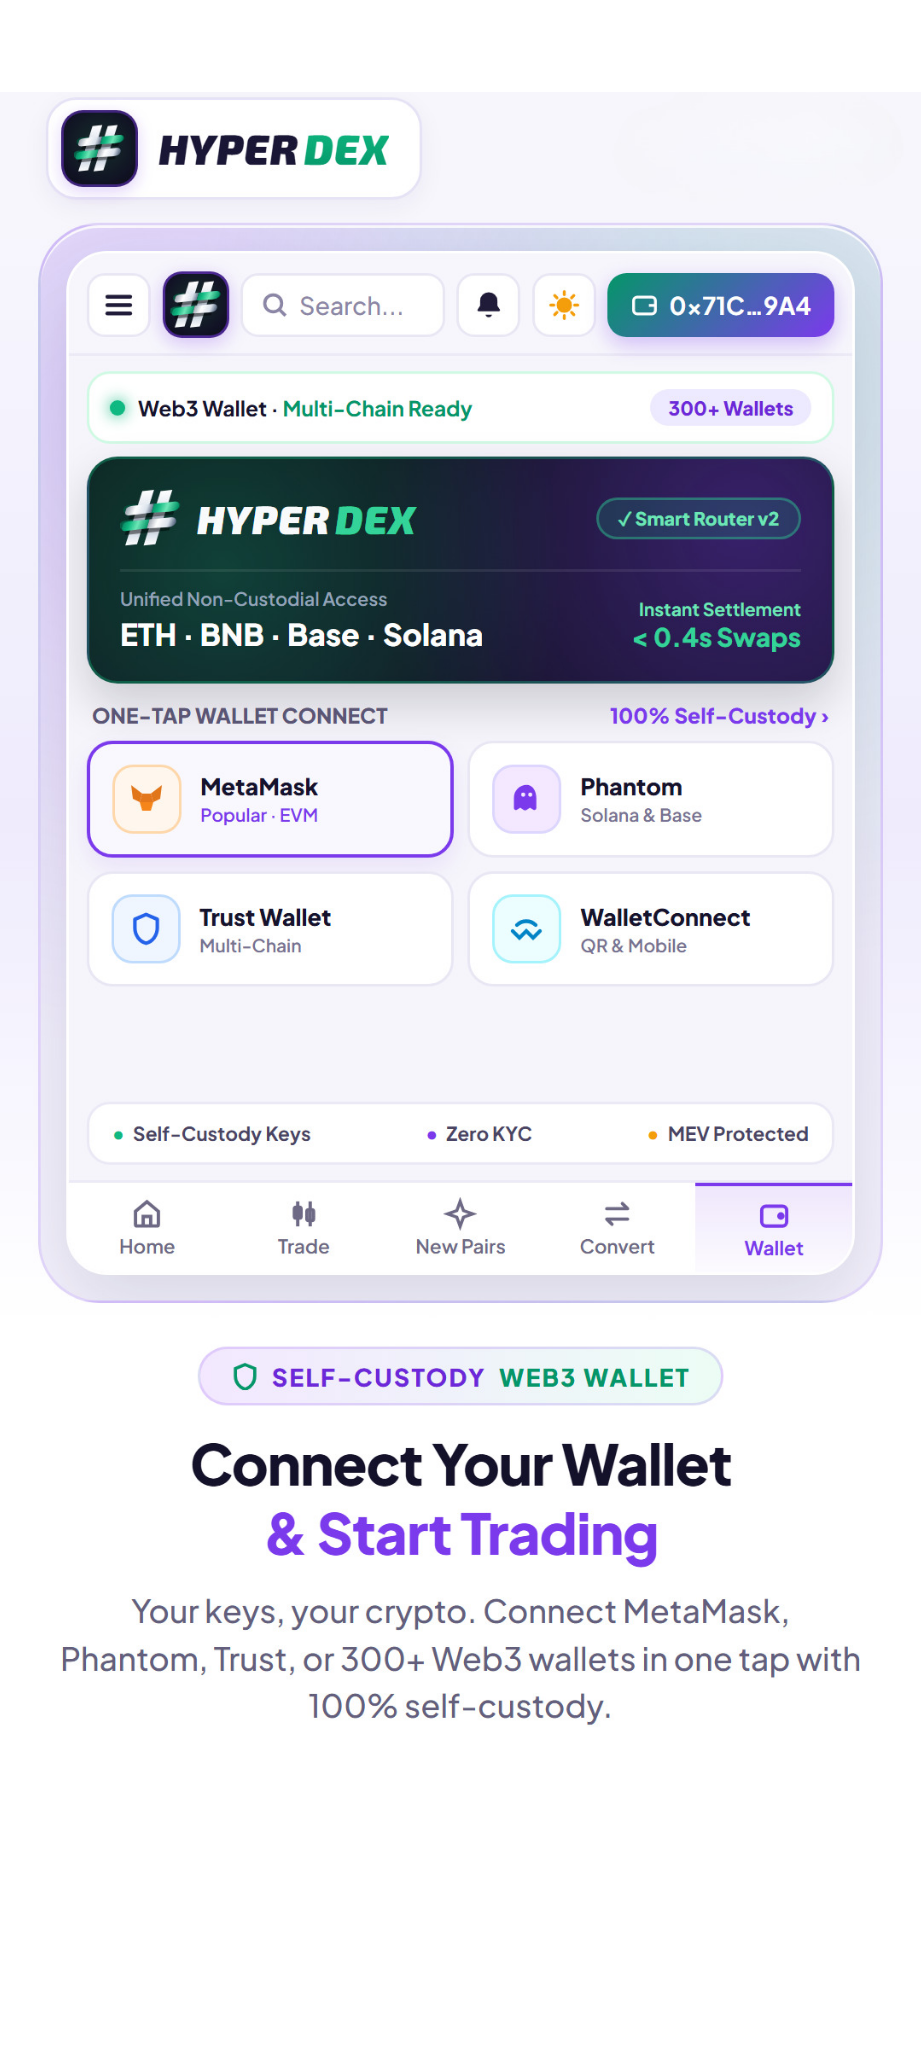 HYPER DEX
Search...
0×71C...9A4
Web3 Wallet · Multi-Chain Ready
300+ Wallets
HYPER DEX
✓ Smart Router v2
Unified Non-Custodial Access
ETH · BNB · Base · Solana
Instant Settlement
< 0.4s Swaps
ONE-TAP WALLET CONNECT
100% Self-Custody ›
MetaMask
Popular · EVM
Phantom
Solana & Base
Trust Wallet
Multi-Chain
WalletConnect
QR & Mobile
Self-Custody Keys
Zero KYC
MEV Protected
Home
Trade
New Pairs
Convert
Wallet
SELF-CUSTODY WEB3 WALLET
Connect Your Wallet
& Start Trading
Your keys, your crypto. Connect MetaMask,
Phantom, Trust, or 300+ Web3 wallets in one tap with
100% self-custody.